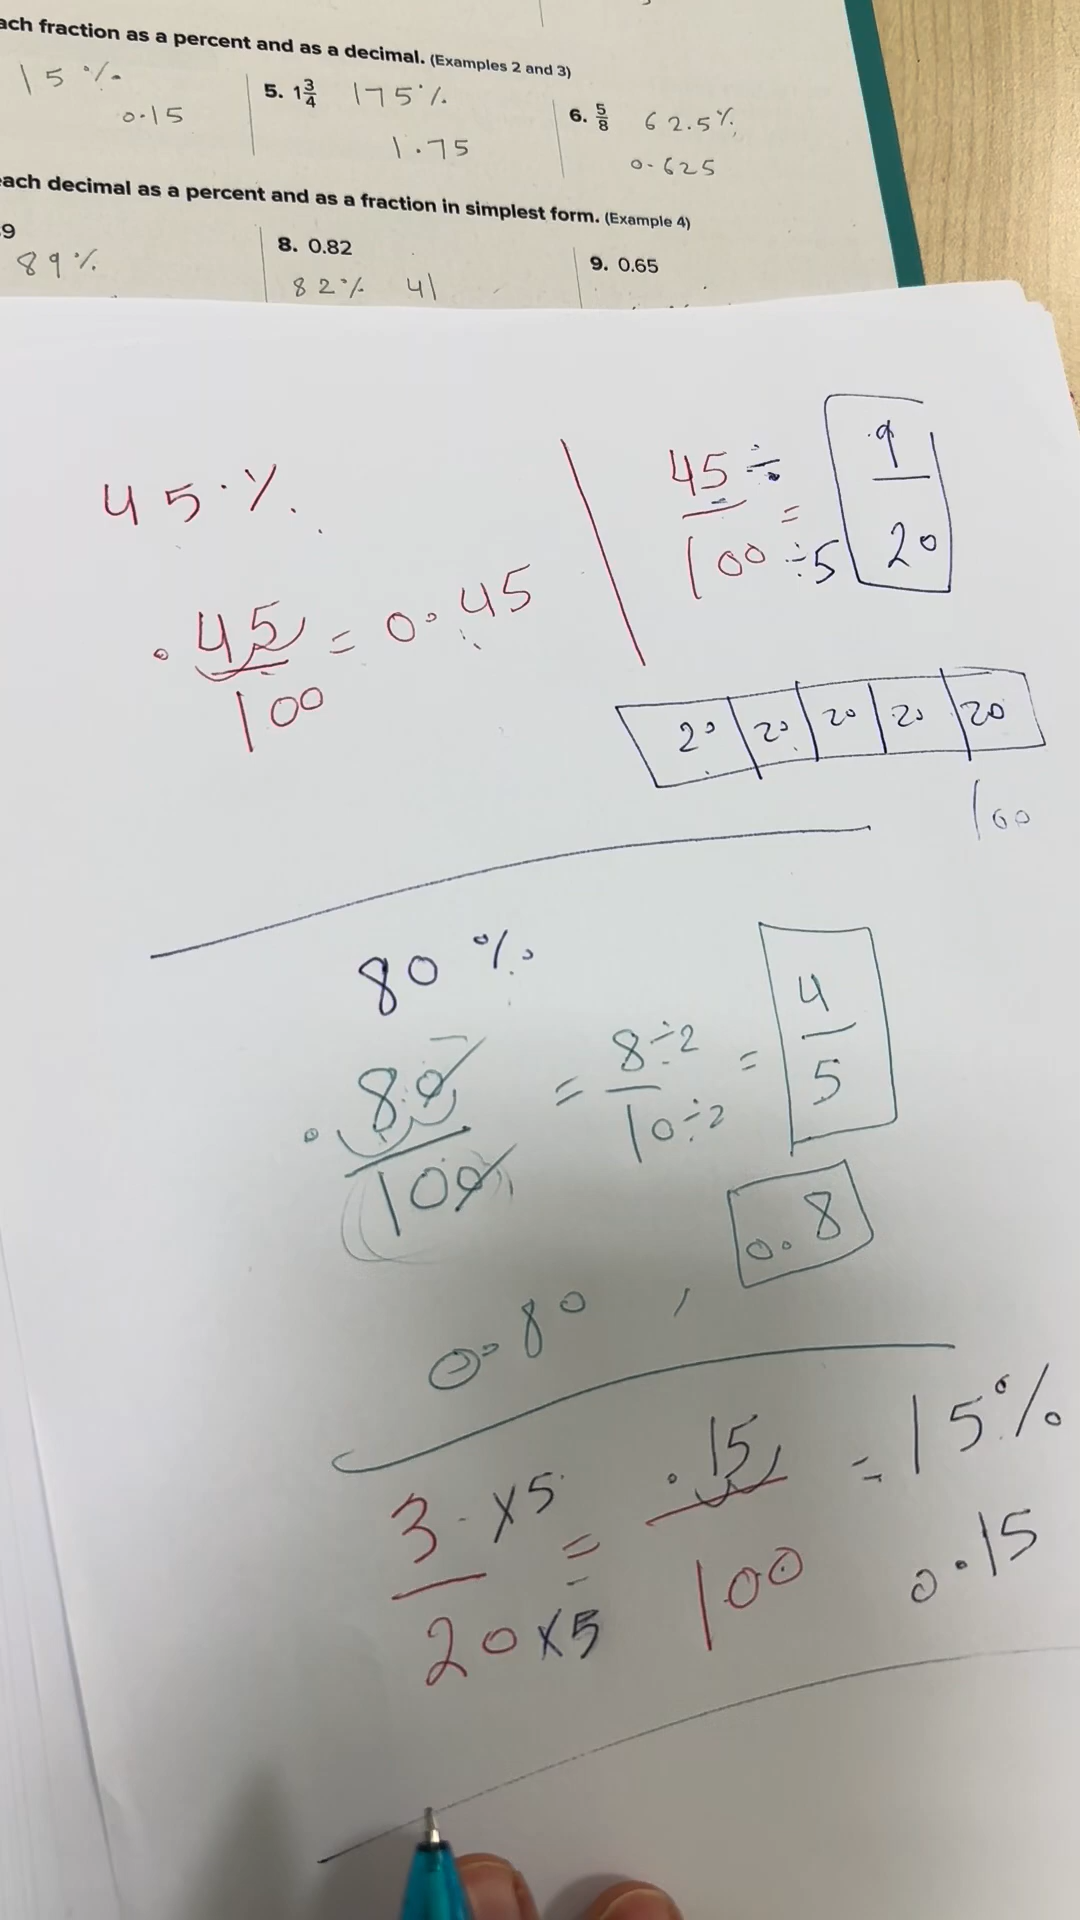 ach fraction as a percent and as a decimal. (Examples 2 and 3)
15%
0.15
5. 1 3/4 175%
1.75
6. 5/8 62.5%
0.625
each decimal as a percent and as a fraction in simplest form. (Example 4)
.9
89%
8. 0.82
82% 41
9. 0.65
45%
.45/100 = 0.45
45 ÷ / 100 ÷5 = 9/20
20 20 20 20 20
100
80%
.80/100 = 8÷2/10÷2 = 4/5
0.80 , 0.8
3×5/20×5 = .15/100 = 15%
0.15